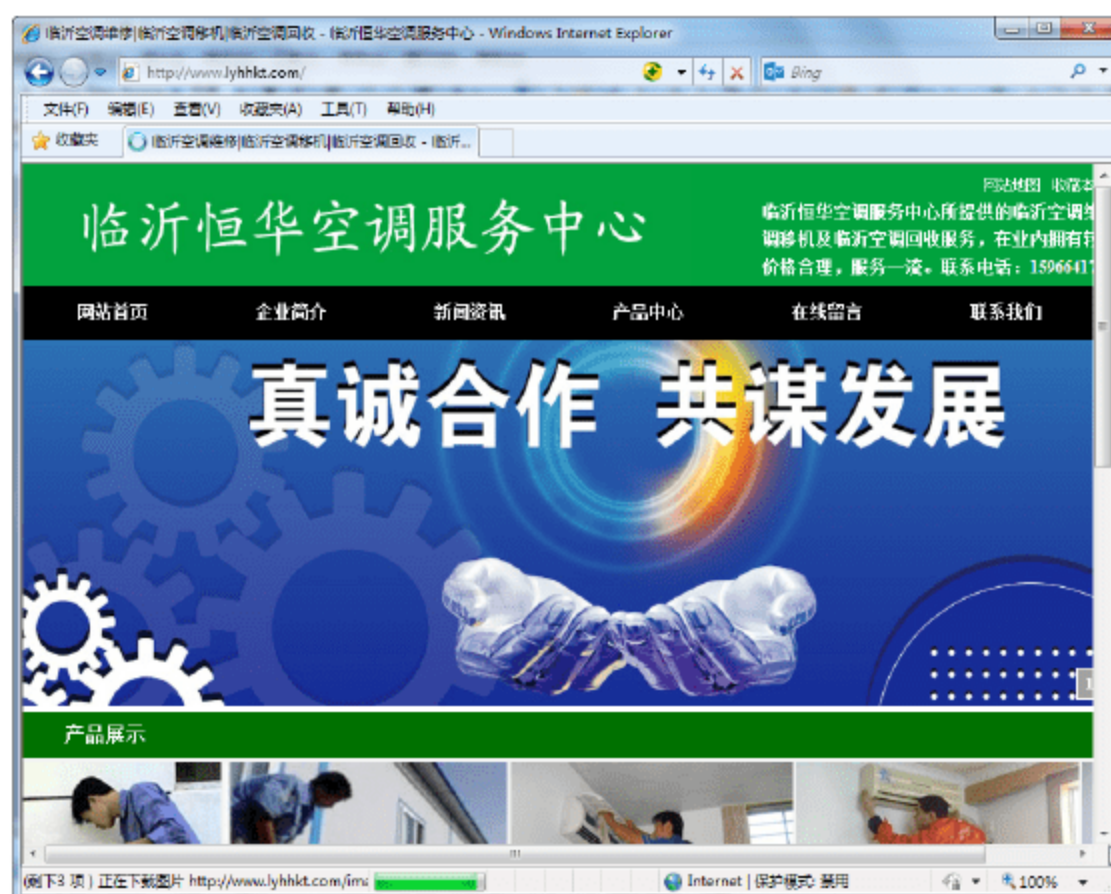 临沂空调维修|临沂空调移机|临沂空调回收 - 临沂恒华空调服务中心 - Windows Internet Explorer
http://www.lyhhkt.com/
Bing
文件(F) 编辑(E) 查看(V) 收藏夹(A) 工具(T) 帮助(H)
收藏夹 临沂空调维修|临沂空调移机|临沂空调回收 - 临沂...
网站地图 收藏本
临沂恒华空调服务中心
临沂恒华空调服务中心所提供的临沂空调维
调移机及临沂空调回收服务，在业内拥有较
价格合理，服务一流。联系电话：15966417
网站首页 企业简介 新闻资讯 产品中心 在线留言 联系我们
真诚合作 共谋发展
1
产品展示
(剩下3 项) 正在下载图片 http://www.lyhhkt.com/ima
Internet | 保护模式: 禁用
100%